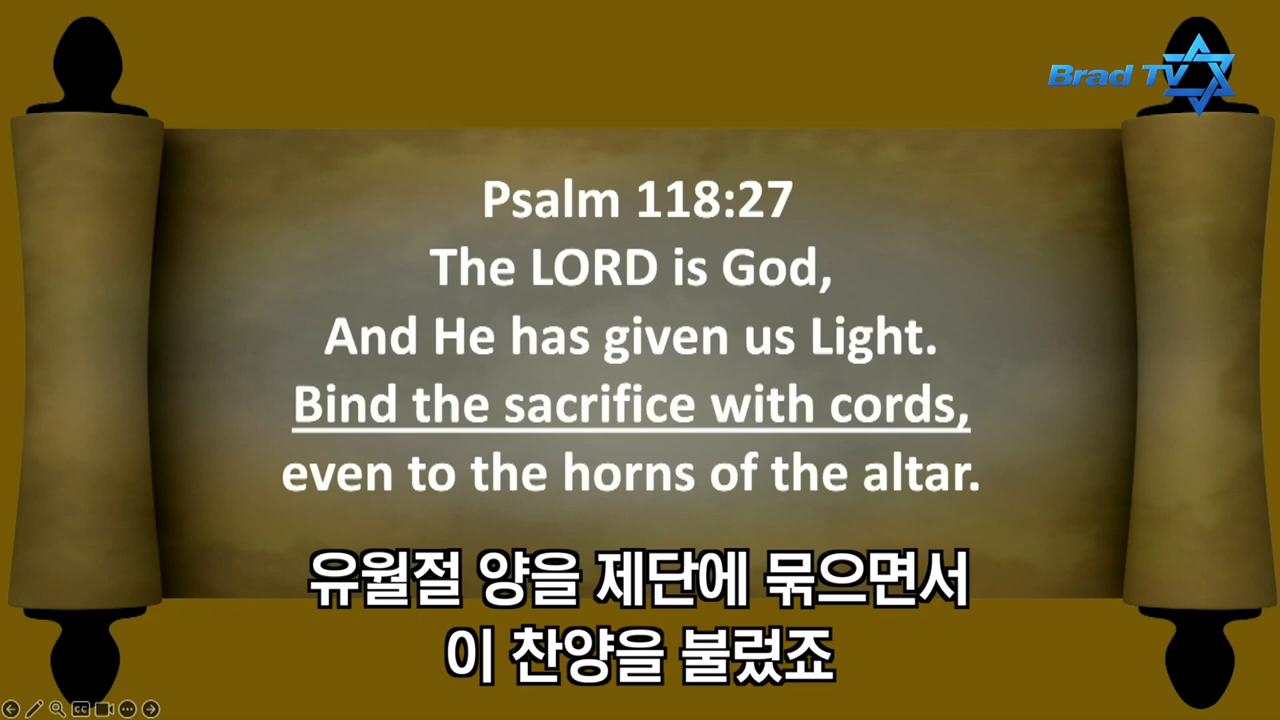 Brad TV
Psalm 118:27
The LORD is God,
And He has given us Light.
Bind the sacrifice with cords,
even to the horns of the altar.
유월절 양을 제단에 묶으면서
이 찬양을 불렀죠
CC